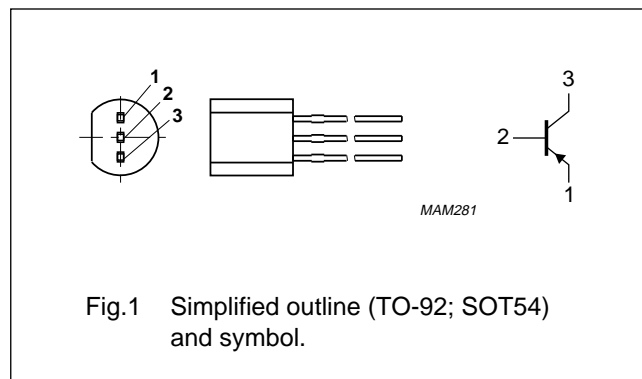 1
2
3
3
2
1
MAM281
Fig.1 Simplified outline (TO-92; SOT54)
and symbol.